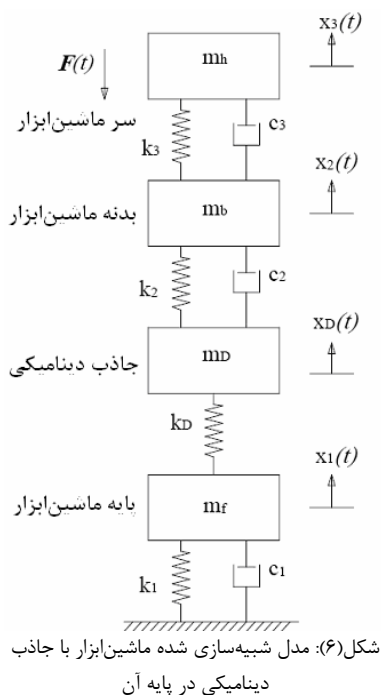 x3(t)
mh
F(t)
سر ماشین‌ابزار
k3
c3
x2(t)
mb
بدنه ماشین‌ابزار
k2
c2
xD(t)
mD
جاذب دینامیکی
kD
x1(t)
mf
پایه ماشین‌ابزار
k1
c1
شکل(۶): مدل شبیه‌سازی شده ماشین‌ابزار با جاذب
دینامیکی در پایه آن